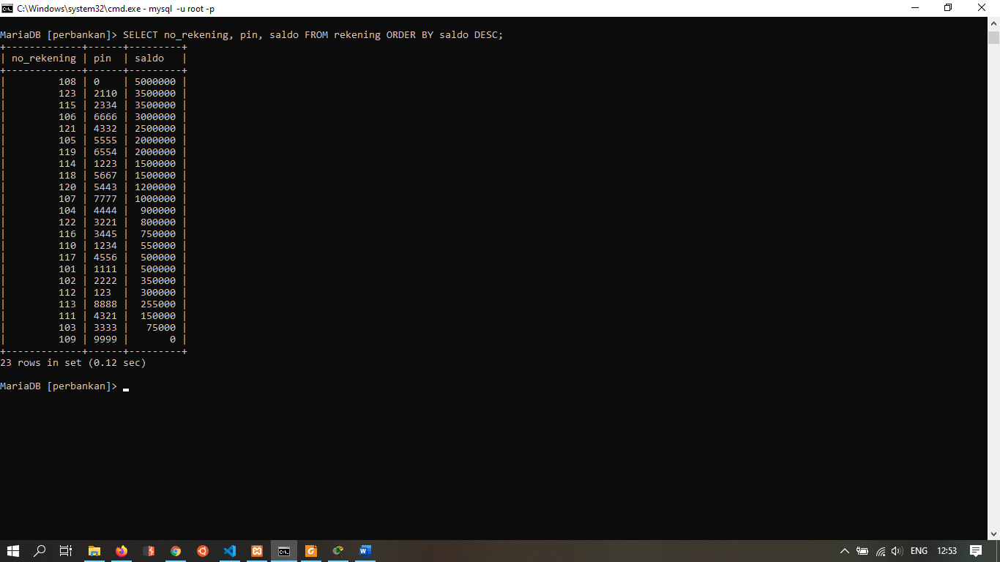 C:\Windows\system32\cmd.exe - mysql  -u root -p
MariaDB [perbankan]> SELECT no_rekening, pin, saldo FROM rekening ORDER BY saldo DESC;
+-------------+------+---------+
| no_rekening | pin  | saldo   |
+-------------+------+---------+
|         108 | 0    | 5000000 |
|         123 | 2110 | 3500000 |
|         115 | 2334 | 3500000 |
|         106 | 6666 | 3000000 |
|         121 | 4332 | 2500000 |
|         105 | 5555 | 2000000 |
|         119 | 6554 | 2000000 |
|         114 | 1223 | 1500000 |
|         118 | 5667 | 1500000 |
|         120 | 5443 | 1200000 |
|         107 | 7777 | 1000000 |
|         104 | 4444 |  900000 |
|         122 | 3221 |  800000 |
|         116 | 3445 |  750000 |
|         110 | 1234 |  550000 |
|         117 | 4556 |  500000 |
|         101 | 1111 |  500000 |
|         102 | 2222 |  350000 |
|         112 | 123  |  300000 |
|         113 | 8888 |  255000 |
|         111 | 4321 |  150000 |
|         103 | 3333 |   75000 |
|         109 | 9999 |       0 |
+-------------+------+---------+
23 rows in set (0.12 sec)
MariaDB [perbankan]>
ENG 12:53